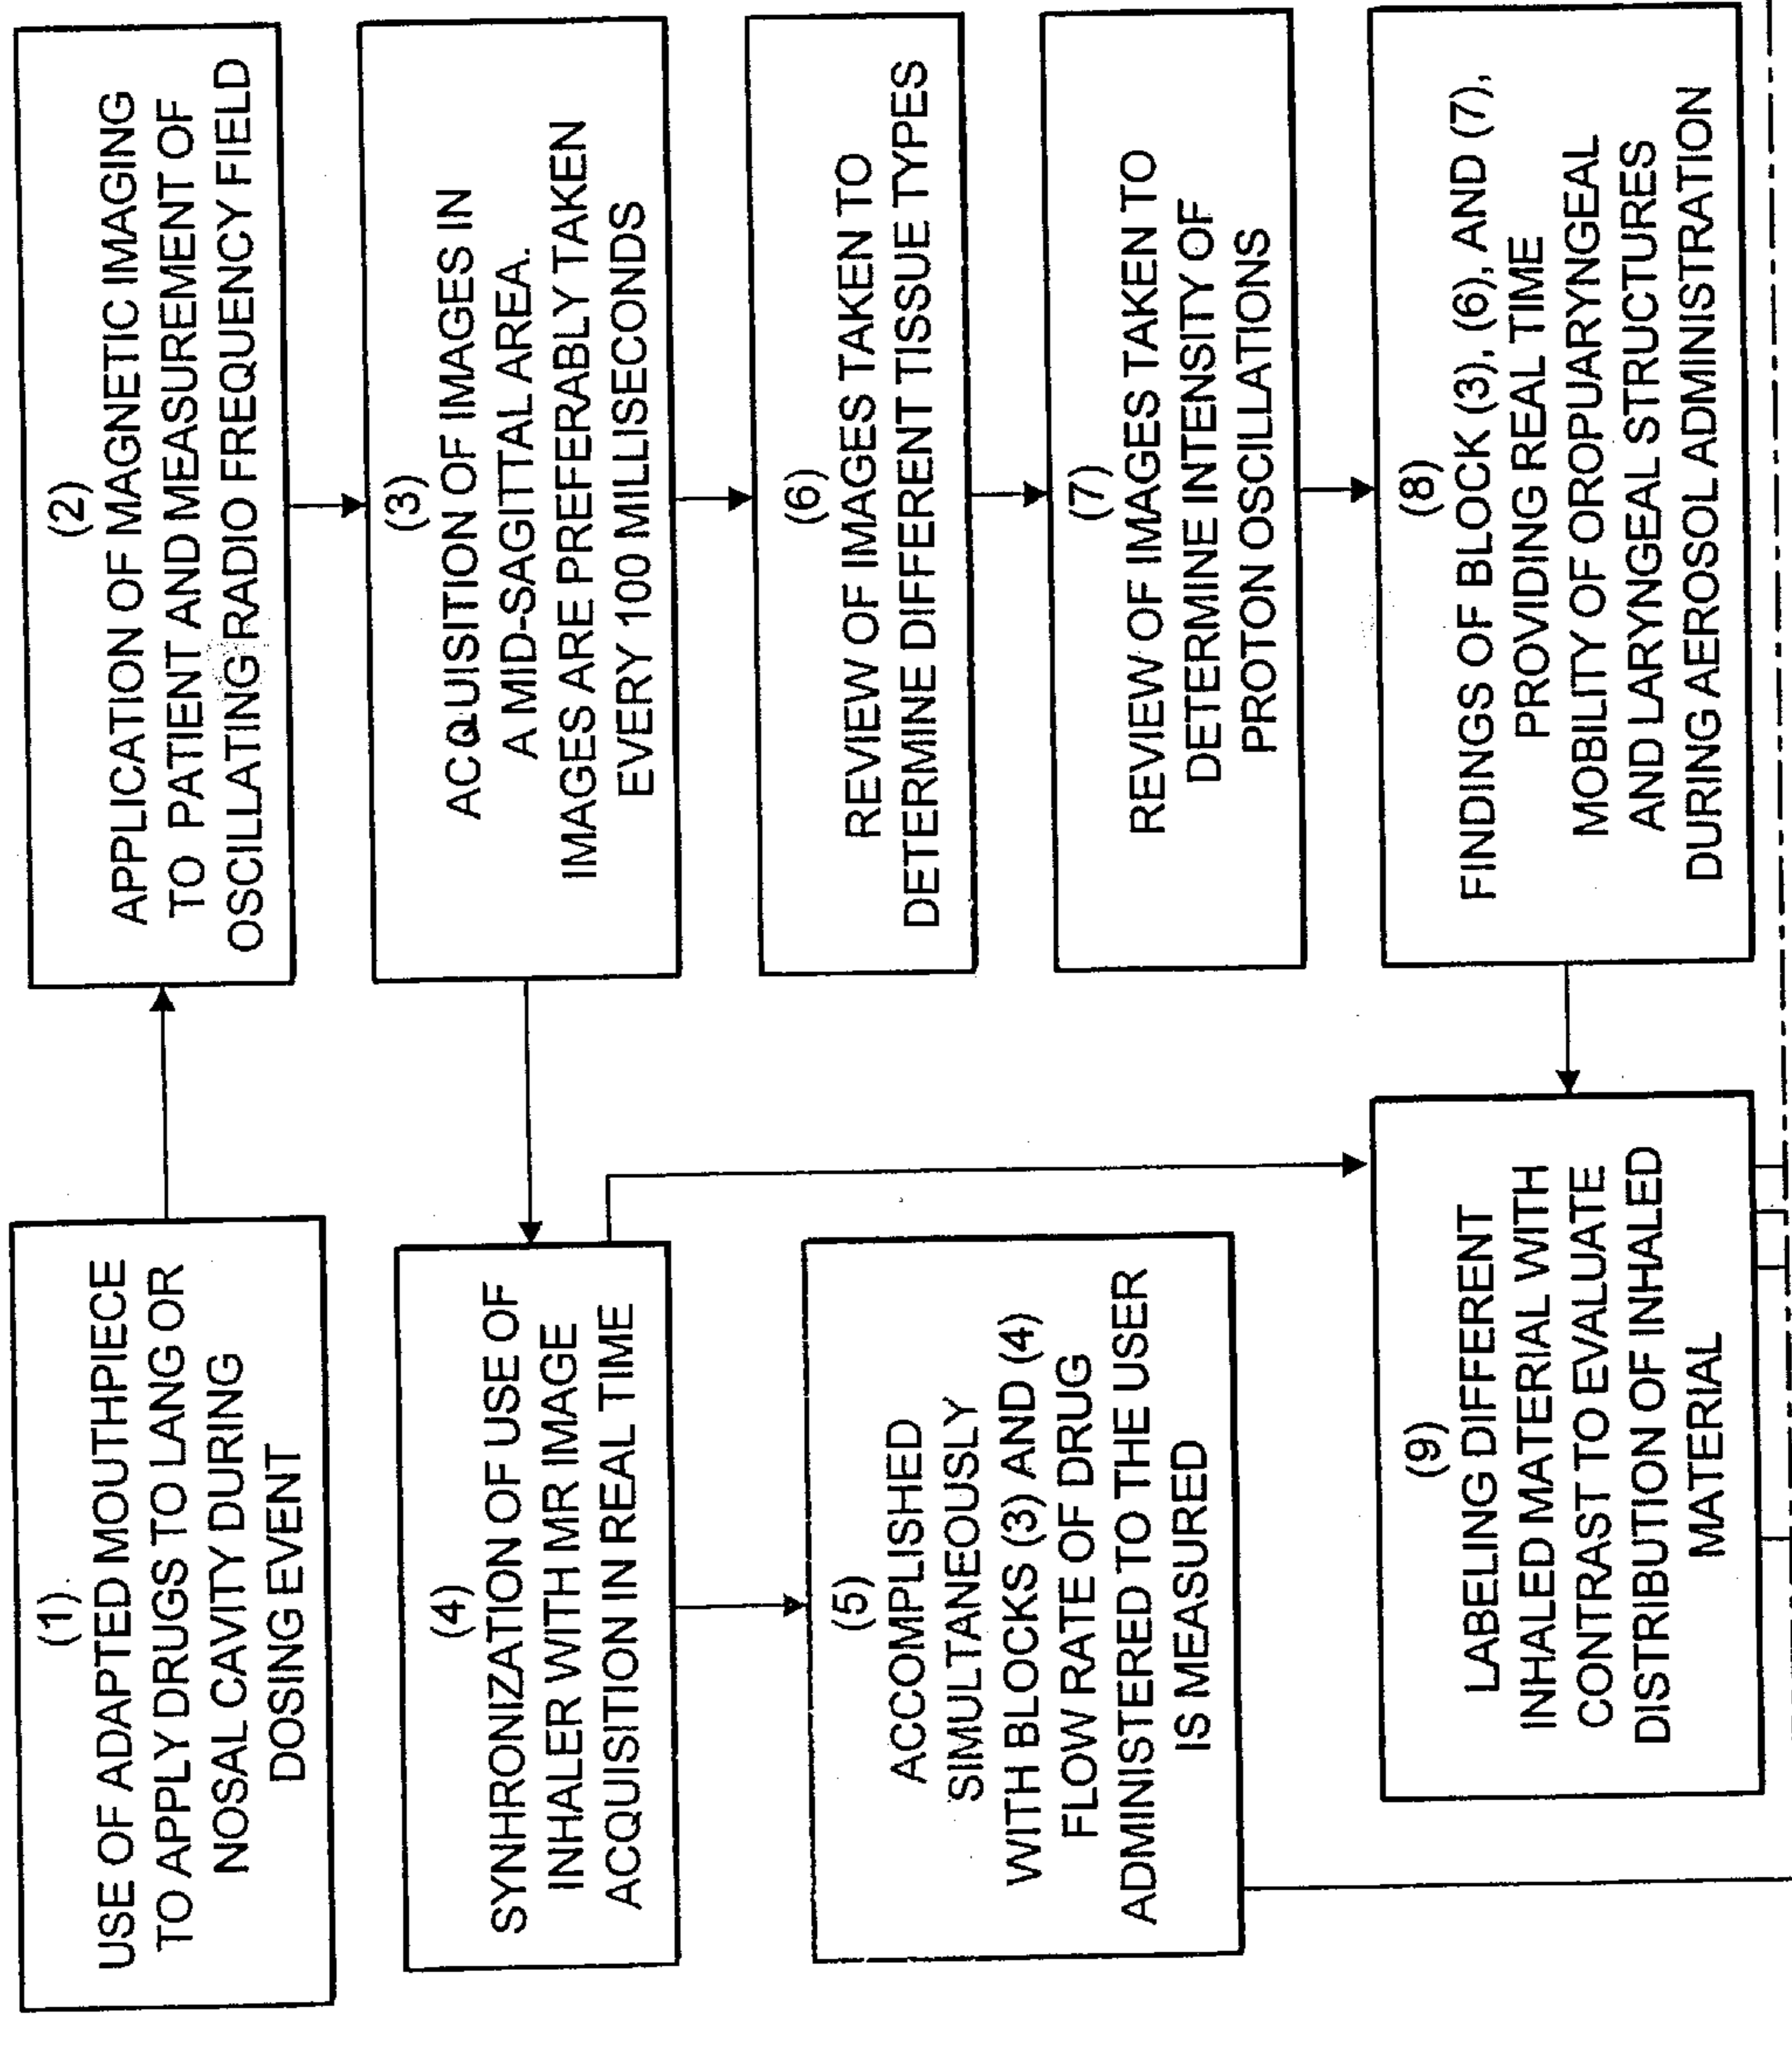 (1)
USE OF ADAPTED MOUTHPIECE
TO APPLY DRUGS TO LANG OR
NOSAL CAVITY DURING
DOSING EVENT
(2)
APPLICATION OF MAGNETIC IMAGING
TO PATIENT AND MEASUREMENT OF
OSCILLATING RADIO FREQUENCY FIELD
(3)
ACQUISITION OF IMAGES IN
A MID-SAGITTAL AREA.
IMAGES ARE PREFERABLY TAKEN
EVERY 100 MILLISECONDS
(4)
SYNHRONIZATION OF USE OF
INHALER WITH MR IMAGE
ACQUISITION IN REAL TIME
(5)
ACCOMPLISHED
SIMULTANEOUSLY
WITH BLOCKS (3) AND (4)
FLOW RATE OF DRUG
ADMINISTERED TO THE USER
IS MEASURED
(6)
REVIEW OF IMAGES TAKEN TO
DETERMINE DIFFERENT TISSUE TYPES
(7)
REVIEW OF IMAGES TAKEN TO
DETERMINE INTENSITY OF
PROTON OSCILLATIONS
(8)
FINDINGS OF BLOCK (3), (6), AND (7),
PROVIDING REAL TIME
MOBILITY OF OROPUARYNGEAL
AND LARYNGEAL STRUCTURES
DURING AEROSOL ADMINISTRATION
(9)
LABELING DIFFERENT
INHALED MATERIAL WITH
CONTRAST TO EVALUATE
DISTRIBUTION OF INHALED
MATERIAL